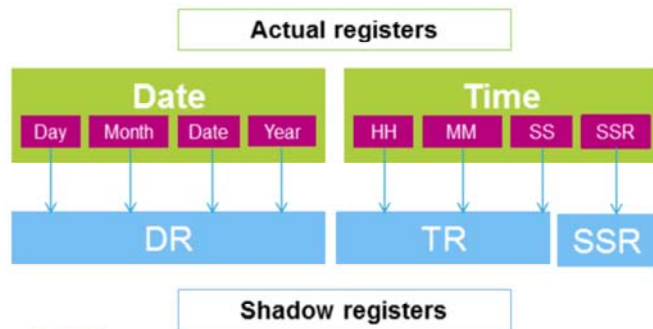 Actual registers
Date Time
Day Month Date Year HH MM SS SSR
DR TR SSR
Shadow registers